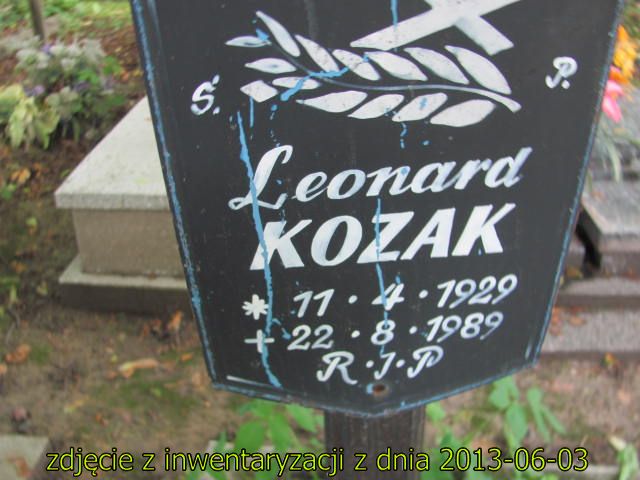 Ś. P.
Leonard
KOZAK
* 11 · 4 · 1929
+ 22 · 8 · 1989
R · I · P
zdjęcie z inwentaryzacji z dnia 2013-06-03